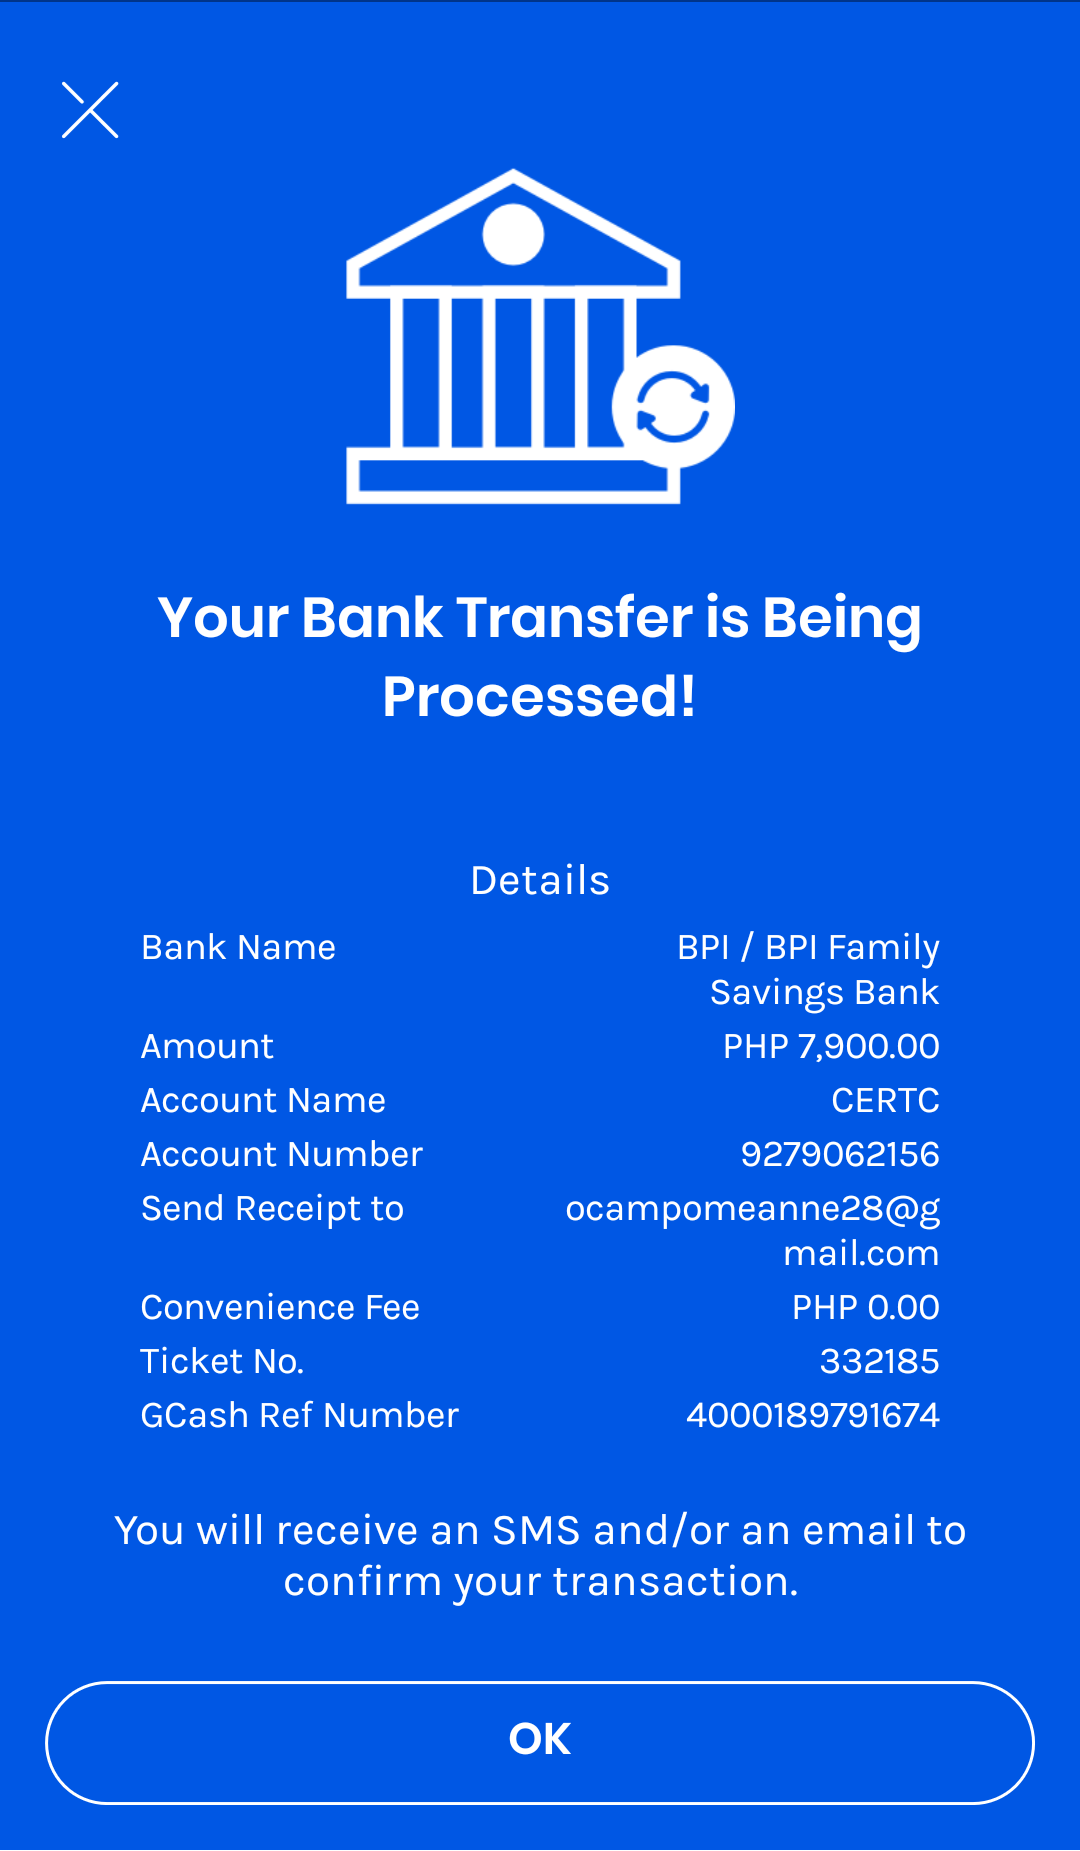 Your Bank Transfer is Being
Processed!
Details
Bank Name BPI / BPI Family
Savings Bank
Amount PHP 7,900.00
Account Name CERTC
Account Number 9279062156
Send Receipt to ocampomeanne28@g
mail.com
Convenience Fee PHP 0.00
Ticket No. 332185
GCash Ref Number 4000189791674
You will receive an SMS and/or an email to
confirm your transaction.
OK